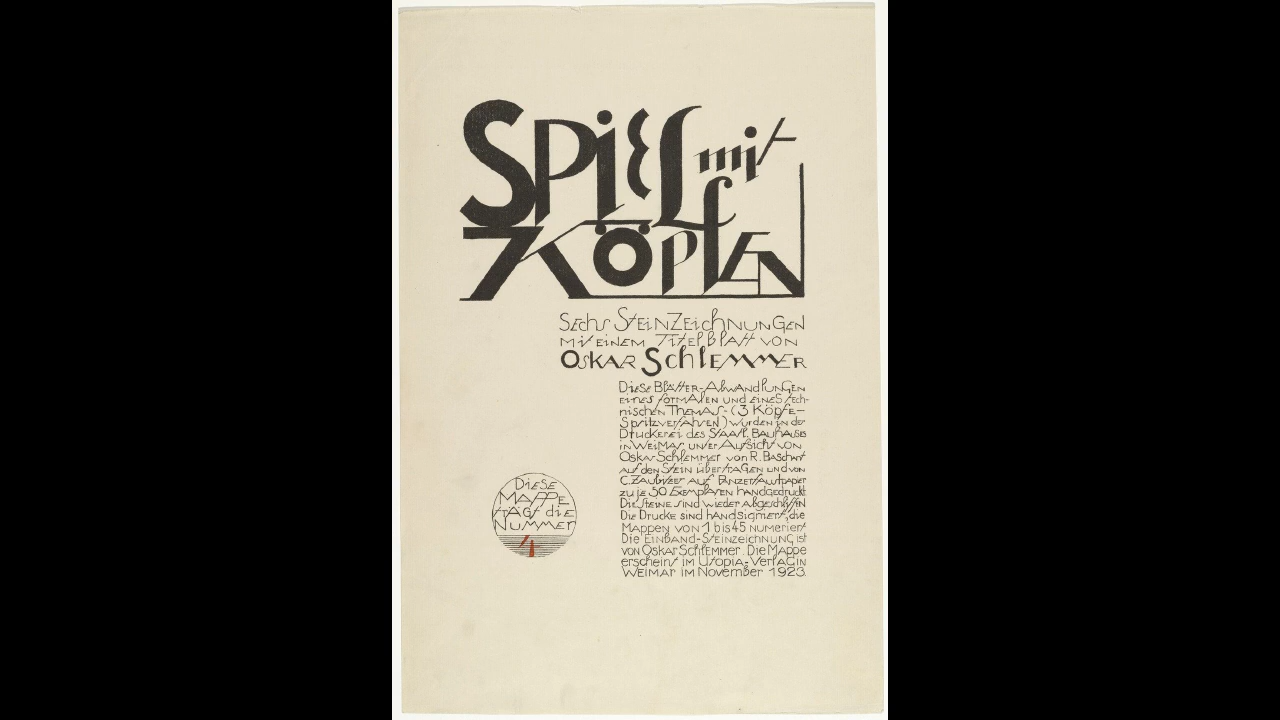 SPiEL mit
KÖpfEN
SEchs STEiNZEichNUNGEN
mit EiNEM TiTElBlAtt VON
OSKAR SchlEMMER
DiESE BlÄttER-AbwANdluNGEN
EiNES foRMAlEN uNd EiNES tEch-
NischEN ThEMAS-(3 KÖpfE-
SpRitzvERfAhREN) wuRdEN iN dER
DRuckEREi dES StAAtl. BAuhAuses
iN WEiMAR uNtER AufSicht voN
OskAR SchlEMMER voN R. BASchANt
Auf dEN StEiN übERtRAGEN uNd voN
C. ZAubitzER Auf PANzERfAustpApiER
zu jE 50 ExEmplAREN hANdgEdRuckt
DiE StEiNE siNd wiEdER AbgEschliffEN
DiE DRuckE siNd hANdsigNiERt, diE
MAppEN voN 1 bis 45 NumERiERt
DiE EiNbANd-StEiNzEichNuNG ist
voN OskAR SchlEMMER. DiE MAppE
ERschEiNt im UtopiA-VERlAG iN
WEiMAR im NovEmbER 1923.
DiESE
MAppE
tRÄGt diE
NuMMER
4